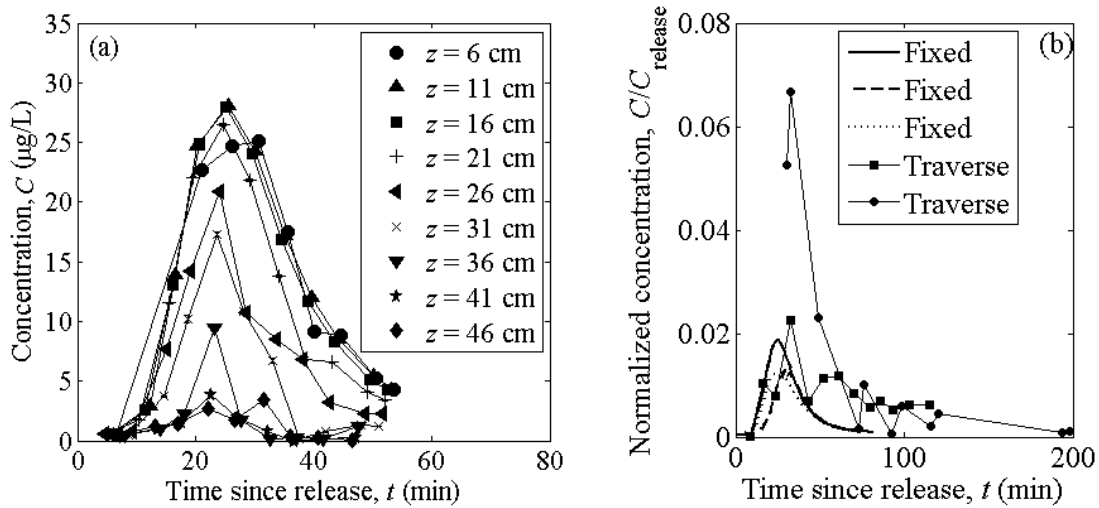 (a)
Concentration, C (µg/L)
35
30
25
20
15
10
5
0
0
20
40
60
80
Time since release, t (min)
z = 6 cm
z = 11 cm
z = 16 cm
z = 21 cm
z = 26 cm
z = 31 cm
z = 36 cm
z = 41 cm
z = 46 cm
(b)
Normalized concentration, C/Crelease
0.08
0.06
0.04
0.02
0
0
100
200
Time since release, t (min)
Fixed
Fixed
Fixed
Traverse
Traverse